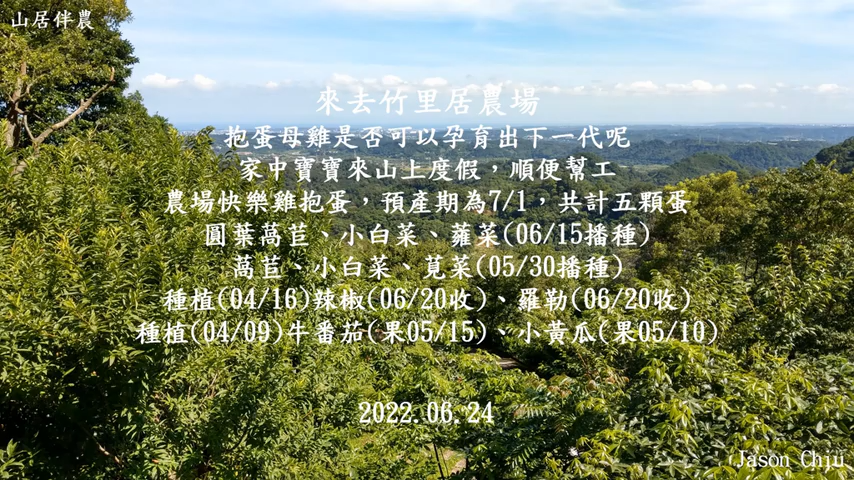 山居伴農
來去竹里居農場
抱蛋母雞是否可以孕育出下一代呢
家中寶寶來山上度假，順便幫工
農場快樂雞抱蛋，預產期為7/1，共計五顆蛋
圓葉萵苣、小白菜、蕹菜(06/15播種)
萵苣、小白菜、莧菜(05/30播種)
種植(04/16)辣椒(06/20收)、羅勒(06/20收)
種植(04/09)牛番茄(果05/15)、小黃瓜(果05/10)
2022.06.24
Jason Chiu